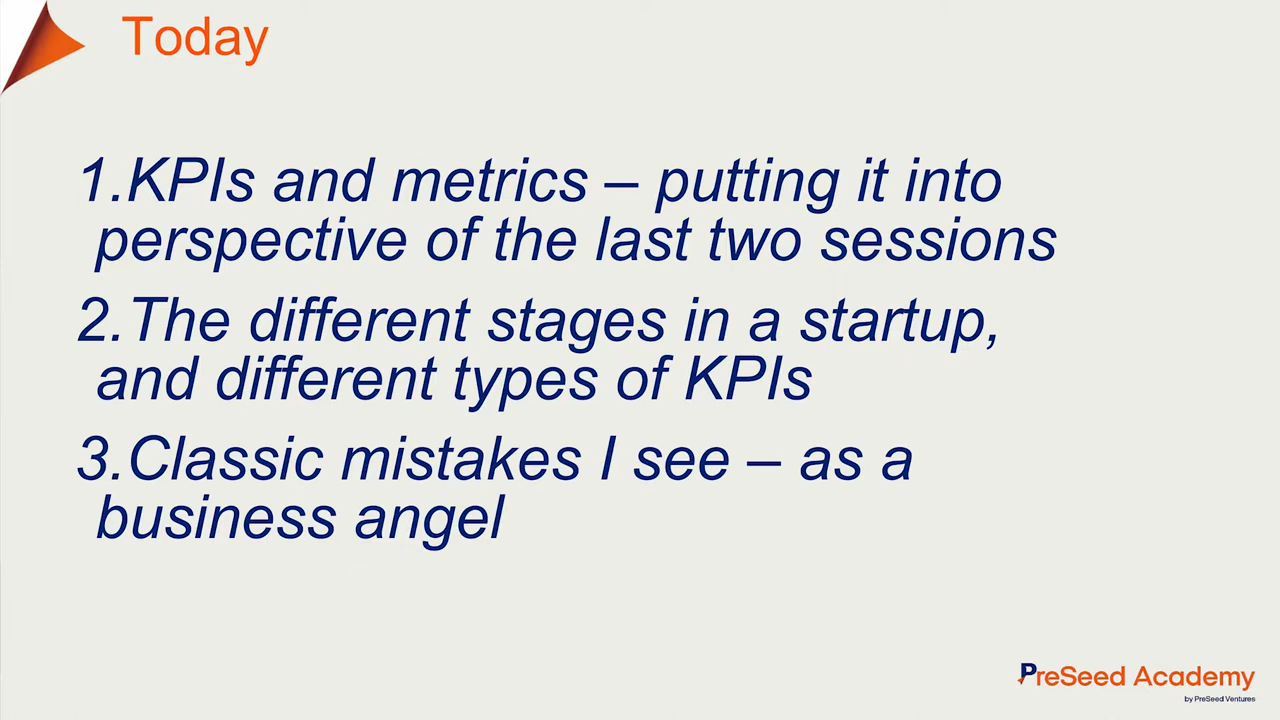 Today
1.KPIs and metrics – putting it into
perspective of the last two sessions
2.The different stages in a startup,
and different types of KPIs
3.Classic mistakes I see – as a
business angel
PreSeed Academy
by PreSeed Ventures